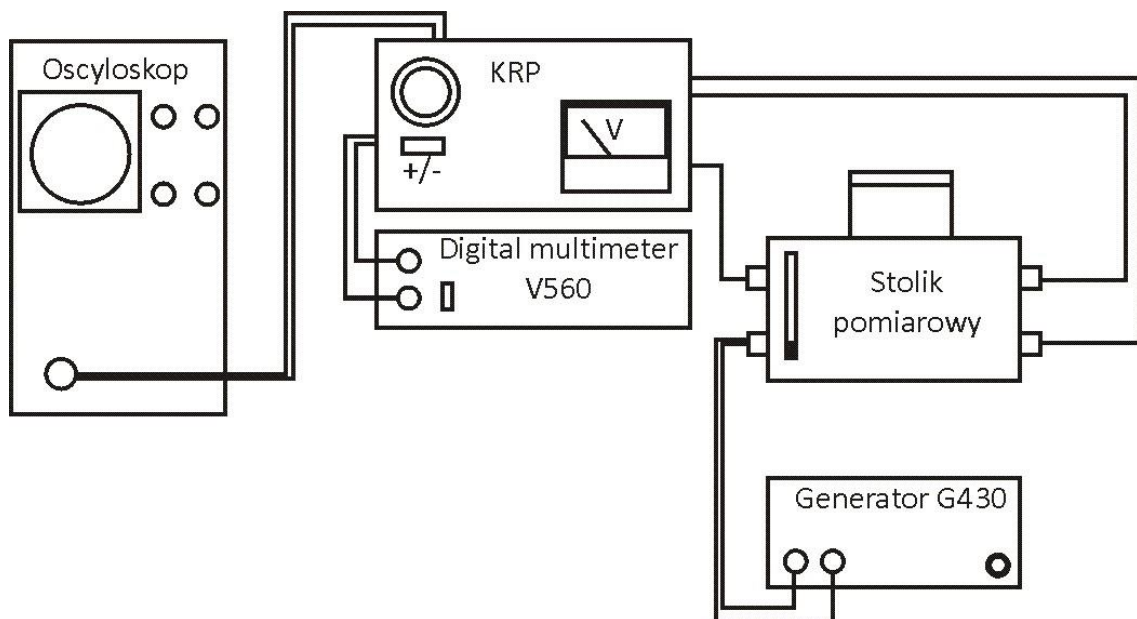 Oscyloskop
KRP
V
+/-
Digital multimeter
V560
Stolik
pomiarowy
Generator G430